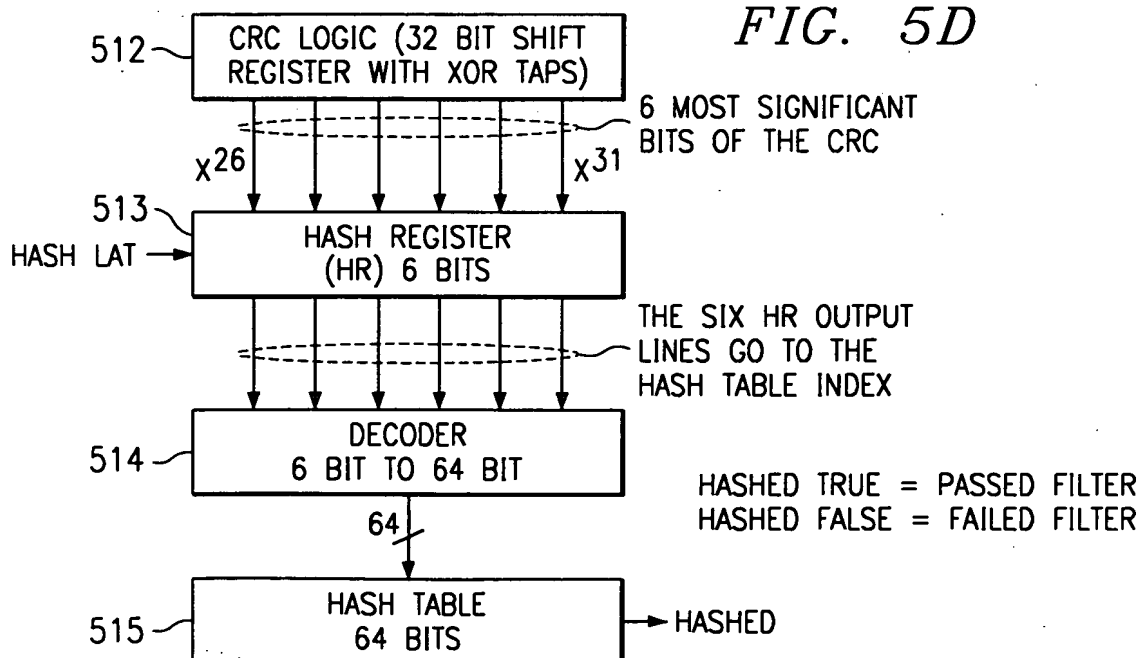 FIG. 5D
512
CRC LOGIC (32 BIT SHIFT
REGISTER WITH XOR TAPS)
6 MOST SIGNIFICANT
BITS OF THE CRC
X26
X31
513
HASH LAT
HASH REGISTER
(HR) 6 BITS
THE SIX HR OUTPUT
LINES GO TO THE
HASH TABLE INDEX
514
DECODER
6 BIT TO 64 BIT
HASHED TRUE = PASSED FILTER
HASHED FALSE = FAILED FILTER
64
515
HASH TABLE
64 BITS
HASHED